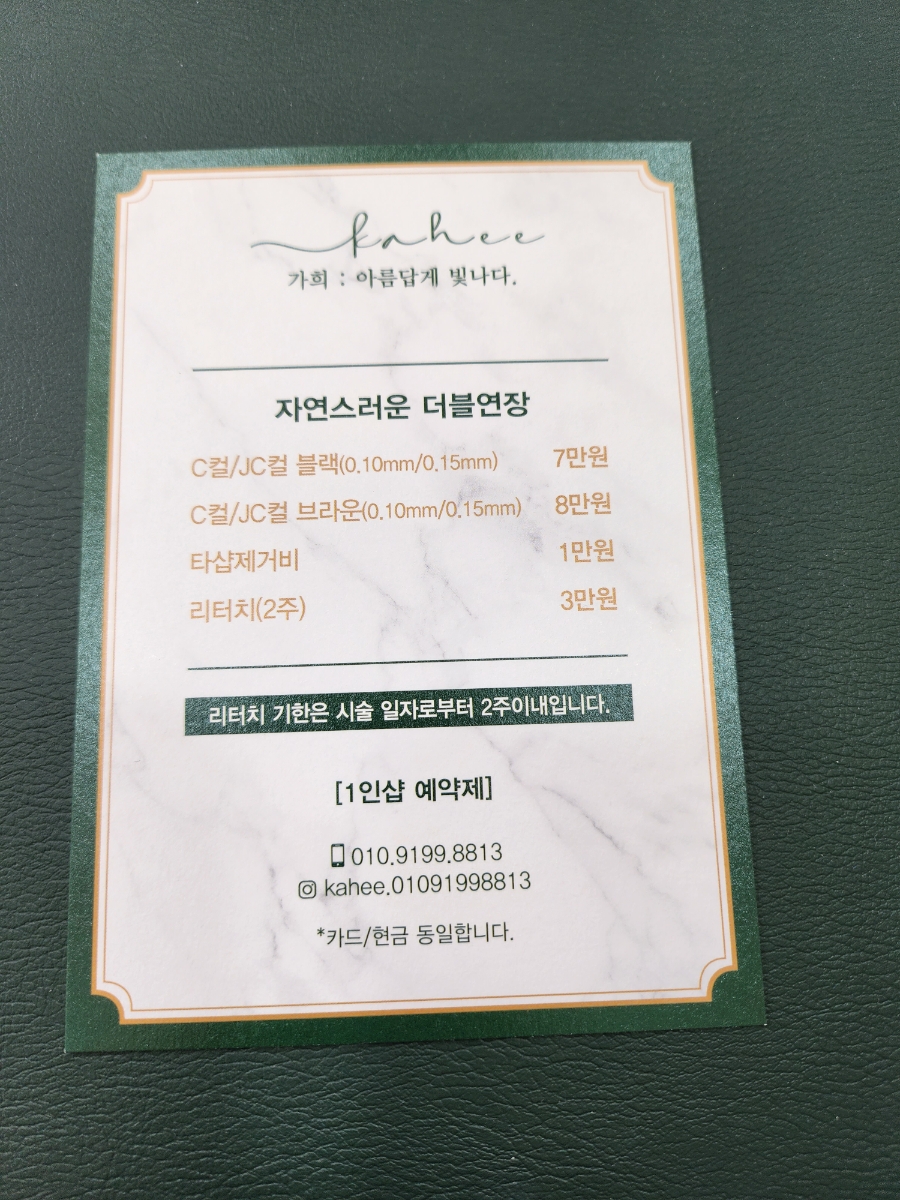 kahee
가희 : 아름답게 빛나다.
자연스러운 더블연장
C컬/JC컬 블랙(0.10mm/0.15mm) 7만원
C컬/JC컬 브라운(0.10mm/0.15mm) 8만원
타샵제거비 1만원
리터치(2주) 3만원
리터치 기한은 시술 일자로부터 2주이내입니다.
[1인샵 예약제]
010.9199.8813
kahee.01091998813
*카드/현금 동일합니다.